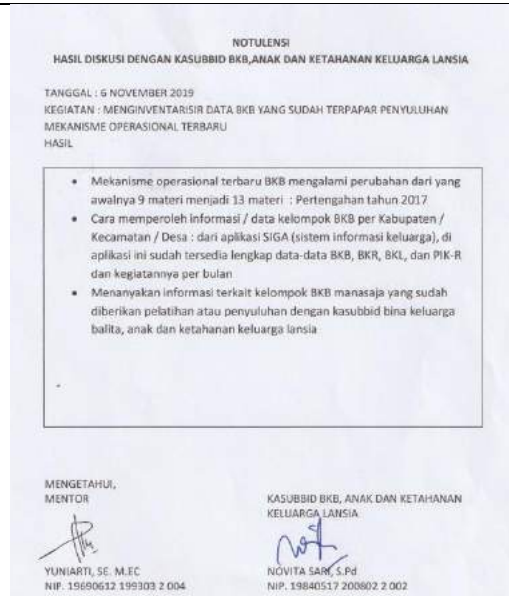 NOTULENSI
HASIL DISKUSI DENGAN KASUBBID BKB,ANAK DAN KETAHANAN KELUARGA LANSIA
TANGGAL : 6 NOVEMBER 2019
KEGIATAN : MENGINVENTARISIR DATA BKB YANG SUDAH TERPAPAR PENYULUHAN
MEKANISME OPERASIONAL TERBARU
HASIL
• Mekanisme operasional terbaru BKB mengalami perubahan dari yang
awalnya 9 materi menjadi 13 materi : Pertengahan tahun 2017
• Cara memperoleh informasi / data kelompok BKB per Kabupaten /
Kecamatan / Desa : dari aplikasi SIGA (sistem informasi keluarga), di
aplikasi ini sudah tersedia lengkap data-data BKB, BKR, BKL, dan PIK-R
dan kegiatannya per bulan
• Menanyakan informasi terkait kelompok BKB manasaja yang sudah
diberikan pelatihan atau penyuluhan dengan kasubbid bina keluarga
balita, anak dan ketahanan keluarga lansia
MENGETAHUI,
MENTOR
YUNIARTI, SE. M.EC
NIP. 19690612 199303 2 004
KASUBBID BKB, ANAK DAN KETAHANAN
KELUARGA LANSIA
NOVITA SARI, S.Pd
NIP. 19840517 200802 2 002